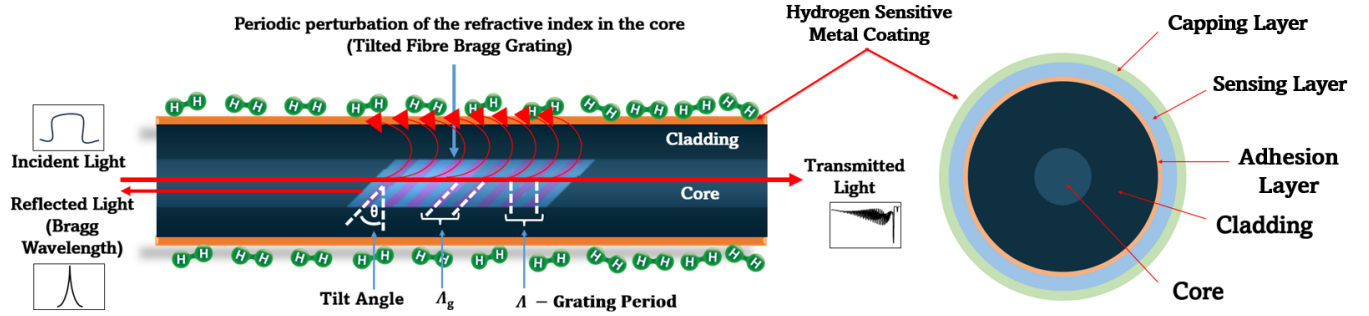 Periodic perturbation of the refractive index in the core
(Tilted Fibre Bragg Grating)
Hydrogen Sensitive
Metal Coating
Capping Layer
Sensing Layer
Adhesion
Layer
Cladding
Core
H H H H H H H H H H H H H H H H H H H H
Cladding
Core
Incident Light
Reflected Light
(Bragg
Wavelength)
Transmitted
Light
θ
H H H H H H H H H H H H H H H H H H H H
Tilt Angle
Λg
Λ – Grating Period